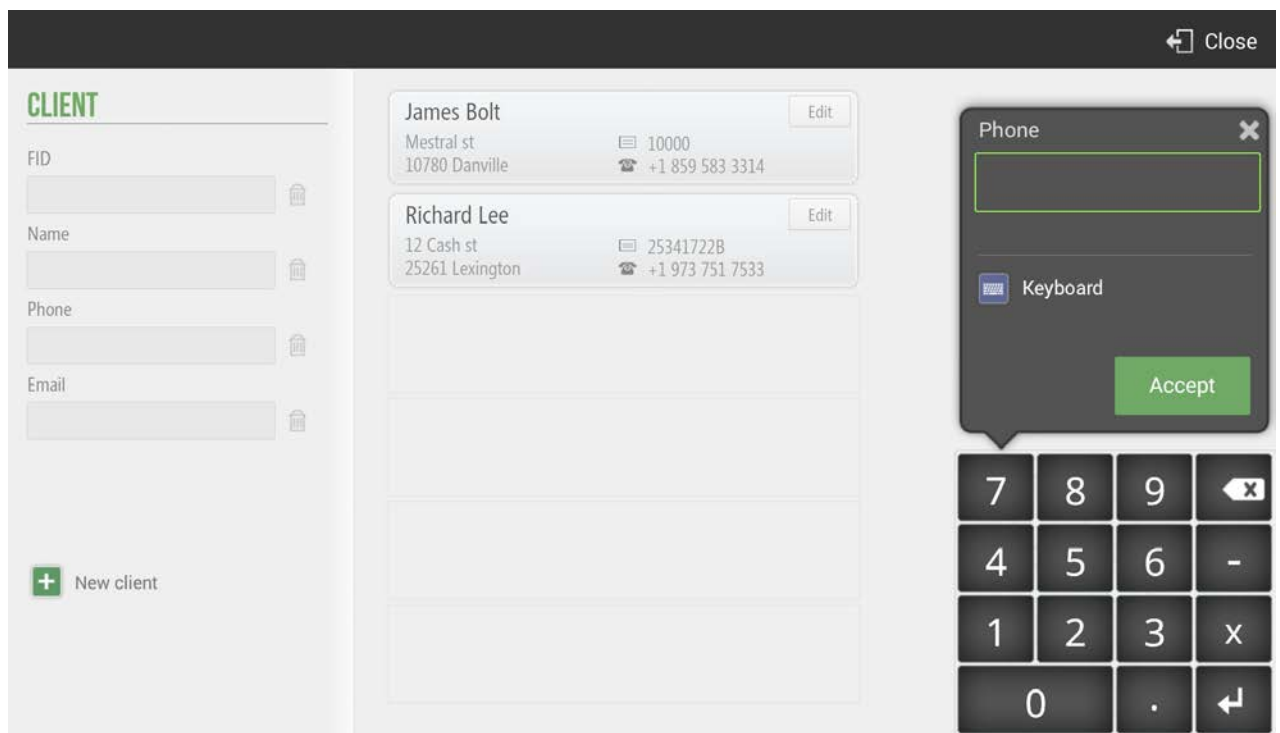 Close
CLIENT
FID
Name
Phone
Email
New client
James Bolt
Edit
Mestral st
10000
10780 Danville
+1 859 583 3314
Richard Lee
Edit
12 Cash st
25341722B
25261 Lexington
+1 973 751 7533
Phone
Keyboard
Accept
7 8 9
4 5 6 -
1 2 3 x
0 .